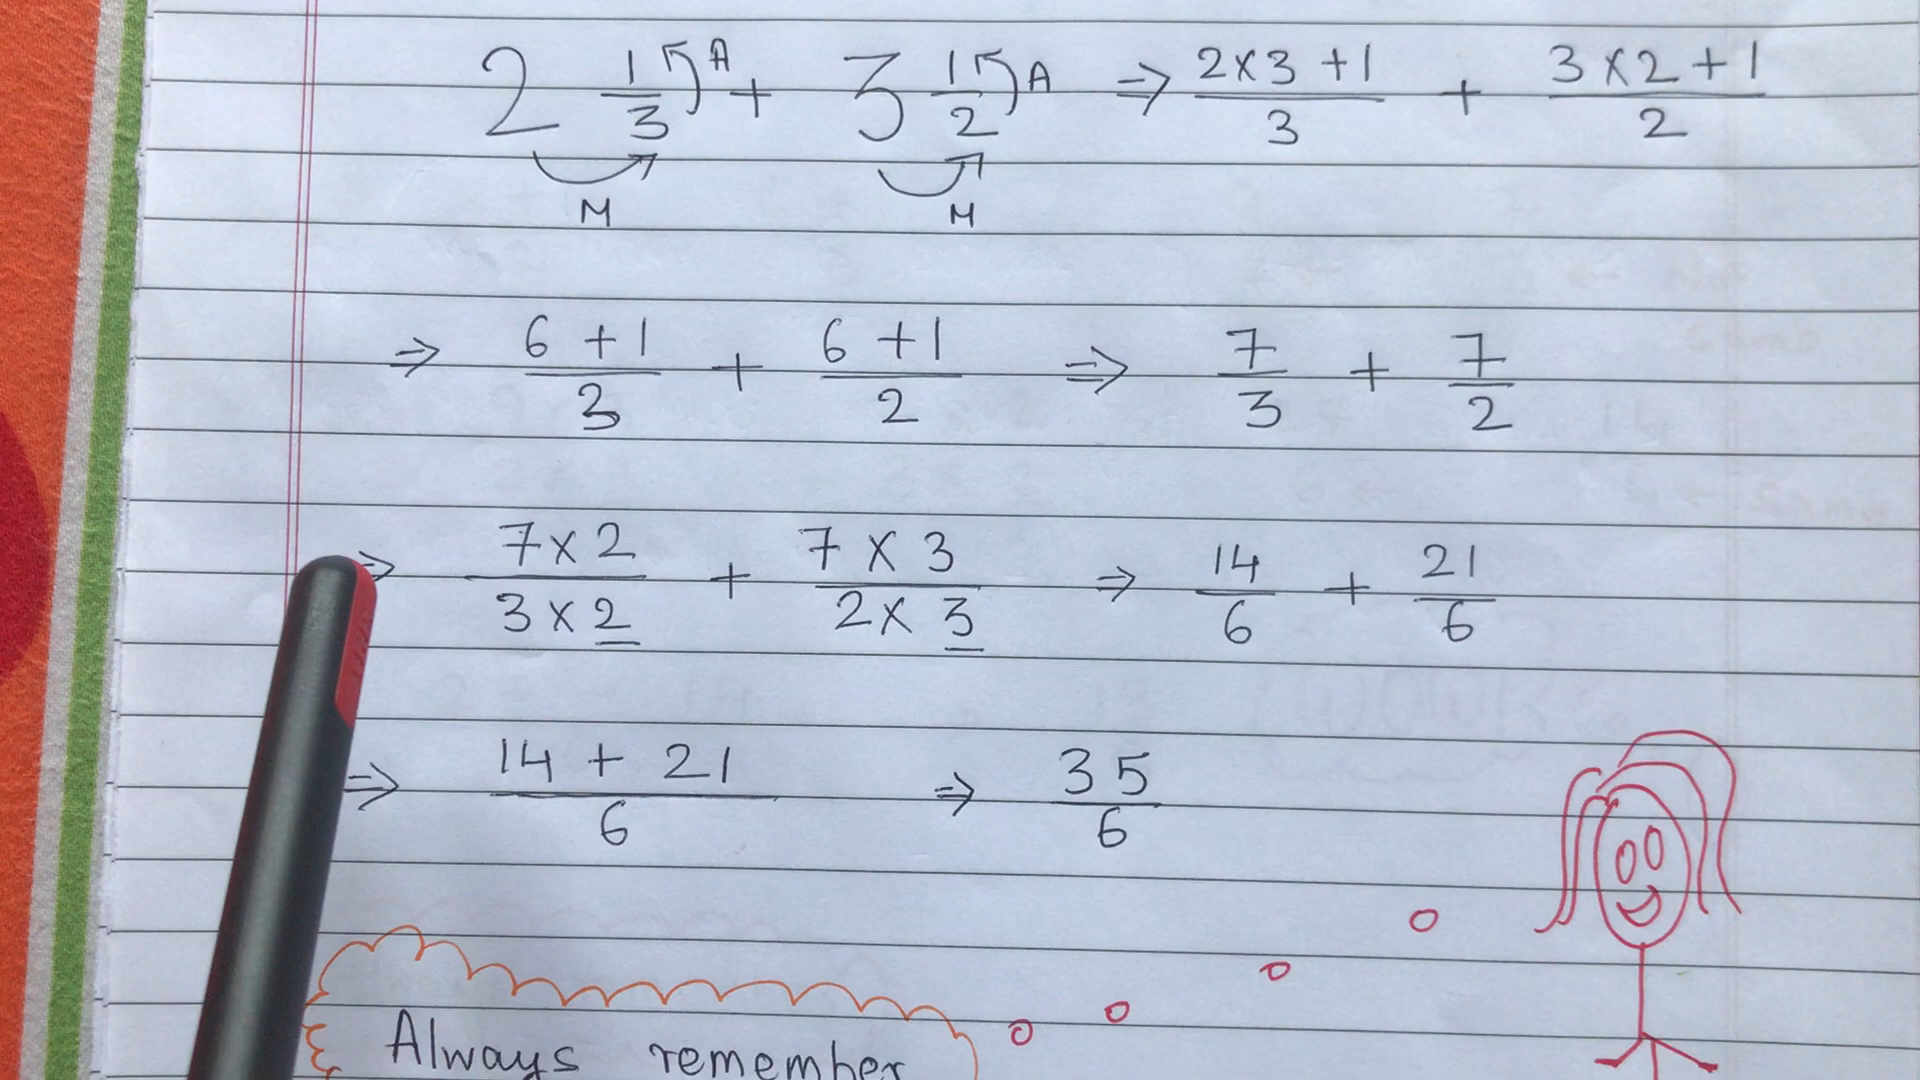 2 1/3 A + 3 1/2 A ⇒ 2×3+1/3 + 3×2+1/2
M M
⇒ 6+1/3 + 6+1/2 ⇒ 7/3 + 7/2
⇒ 7×2/3×2 + 7×3/2×3 ⇒ 14/6 + 21/6
⇒ 14+21/6 ⇒ 35/6
Always remember